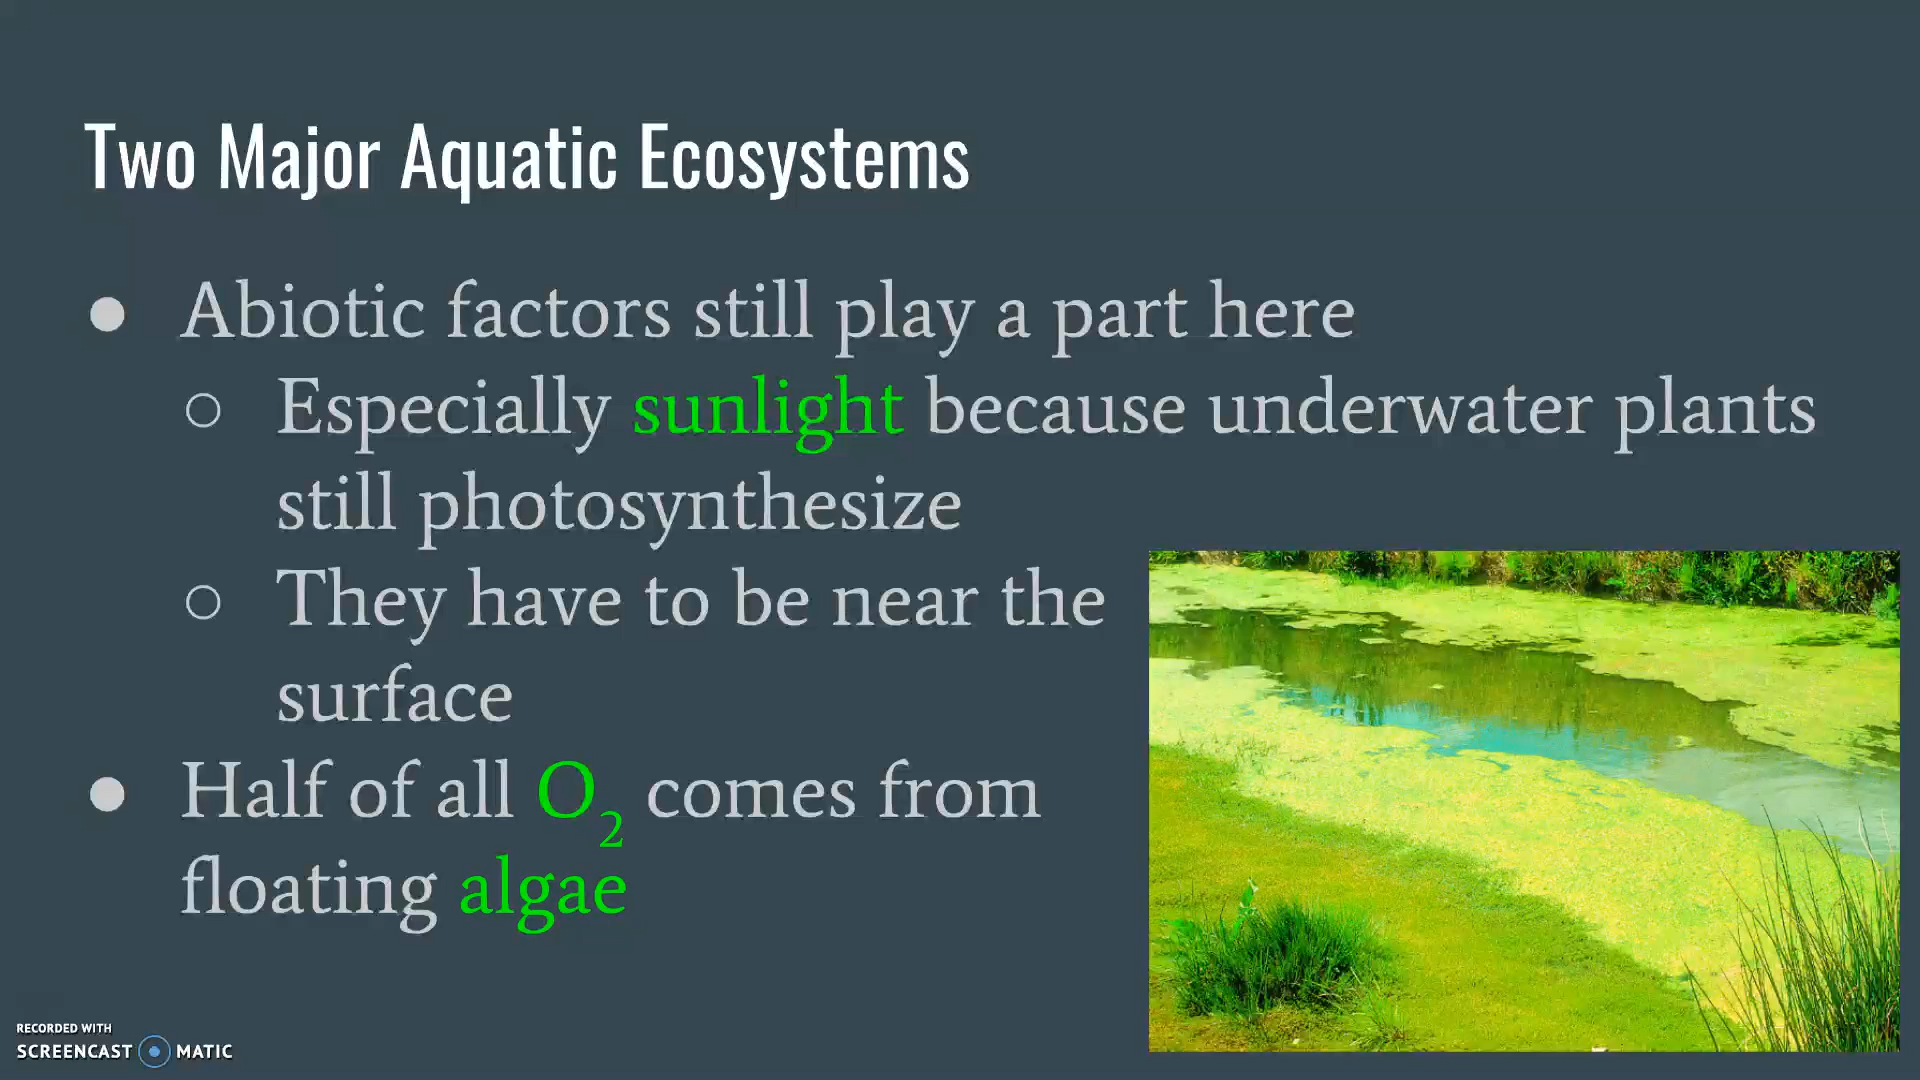 Two Major Aquatic Ecosystems
● Abiotic factors still play a part here
○ Especially sunlight because underwater plants
still photosynthesize
○ They have to be near the
surface
● Half of all O₂ comes from
floating algae
RECORDED WITH
SCREENCAST MATIC